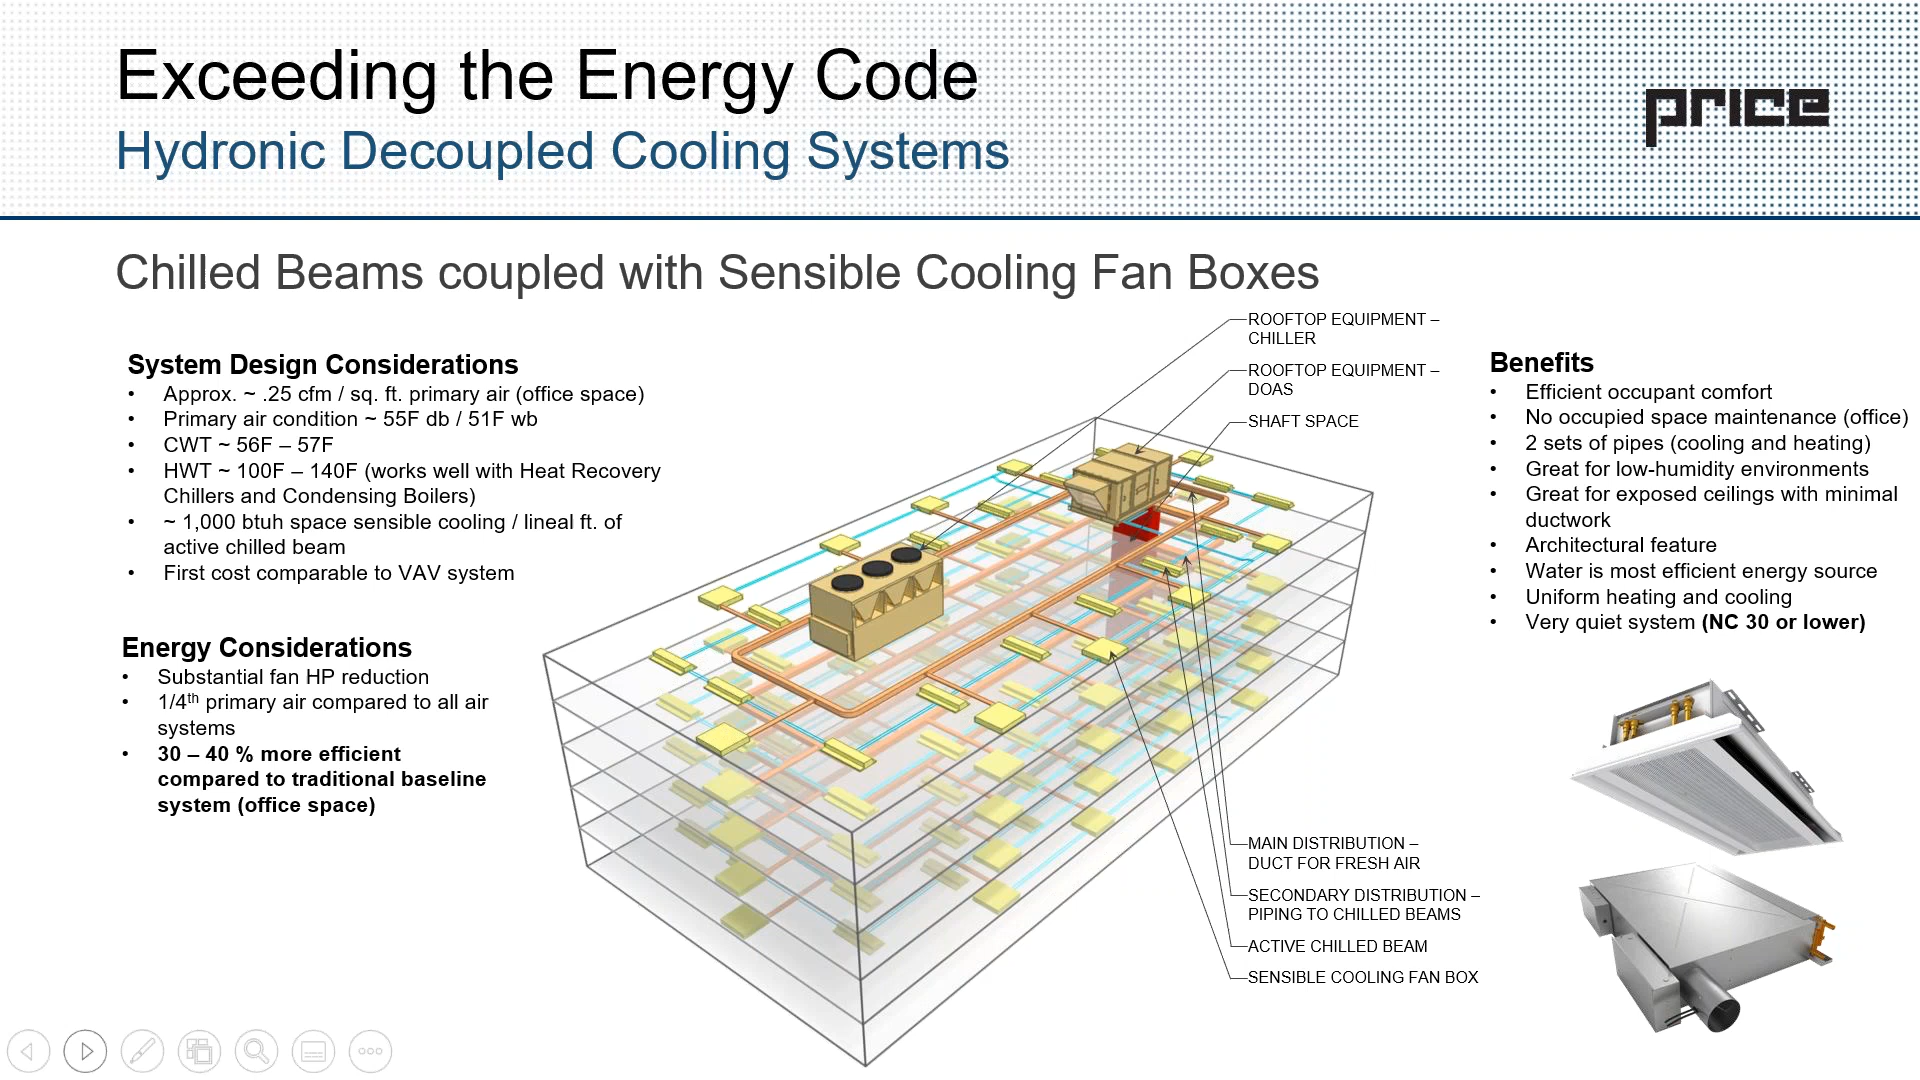 Exceeding the Energy Code
Hydronic Decoupled Cooling Systems
price
Chilled Beams coupled with Sensible Cooling Fan Boxes
System Design Considerations
• Approx. ~ .25 cfm / sq. ft. primary air (office space)
• Primary air condition ~ 55F db / 51F wb
• CWT ~ 56F – 57F
• HWT ~ 100F – 140F (works well with Heat Recovery
Chillers and Condensing Boilers)
• ~ 1,000 btuh space sensible cooling / lineal ft. of
active chilled beam
• First cost comparable to VAV system
Energy Considerations
• Substantial fan HP reduction
• 1/4th primary air compared to all air
systems
• 30 – 40 % more efficient
compared to traditional baseline
system (office space)
ROOFTOP EQUIPMENT –
CHILLER
ROOFTOP EQUIPMENT –
DOAS
SHAFT SPACE
MAIN DISTRIBUTION –
DUCT FOR FRESH AIR
SECONDARY DISTRIBUTION –
PIPING TO CHILLED BEAMS
ACTIVE CHILLED BEAM
SENSIBLE COOLING FAN BOX
Benefits
• Efficient occupant comfort
• No occupied space maintenance (office)
• 2 sets of pipes (cooling and heating)
• Great for low-humidity environments
• Great for exposed ceilings with minimal
ductwork
• Architectural feature
• Water is most efficient energy source
• Uniform heating and cooling
• Very quiet system (NC 30 or lower)